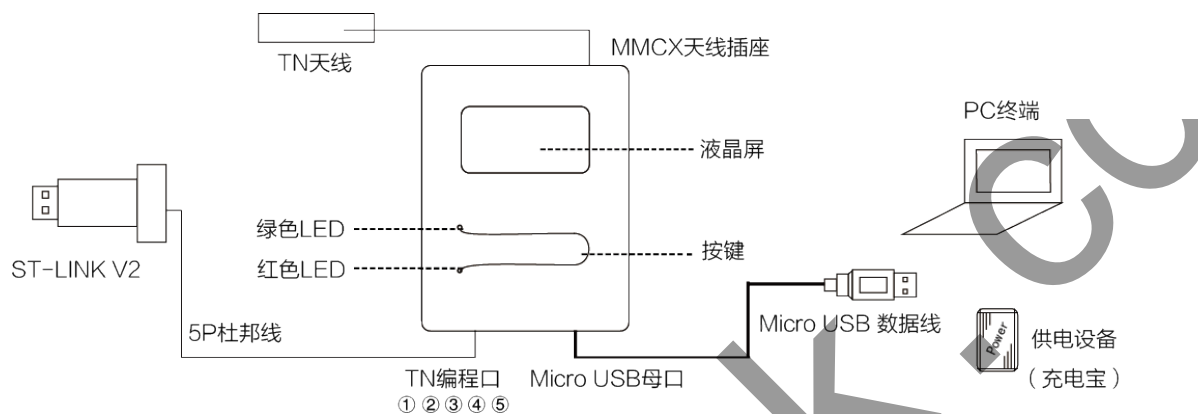 TN天线
MMCX天线插座
PC终端
液晶屏
绿色LED
按键
红色LED
ST-LINK V2
5P杜邦线
Micro USB 数据线
Power
供电设备
（充电宝）
TN编程口
Micro USB母口
① ② ③ ④ ⑤